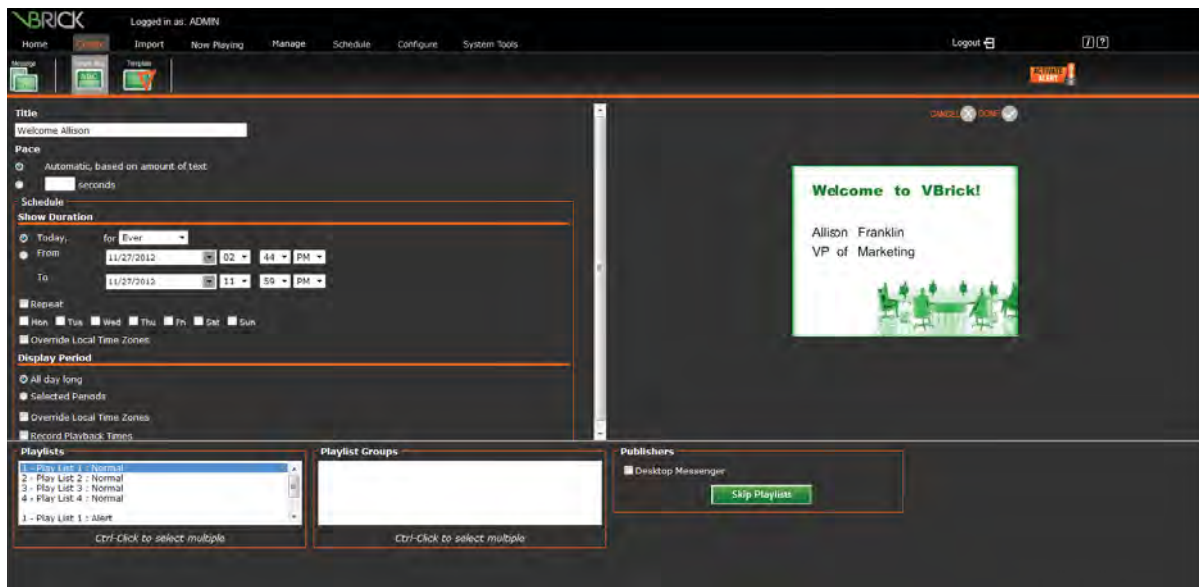 VBRICK
Logged in as: ADMIN
Home Create Import Now Playing Manage Schedule Configure System Tools Logout i ?
Message Template
ACTIVATE ALERT
CANCEL DONE
Title
Welcome Allison
Pace
Automatic, based on amount of text
seconds
Schedule
Show Duration
Today, for Ever
From 11/27/2012 02 44 PM
To 11/27/2012 11 59 PM
Repeat
Mon Tue Wed Thu Fri Sat Sun
Override Local Time Zones
Display Period
All day long
Selected Periods
Override Local Time Zones
Record Playback Times
Welcome to VBrick!
Allison Franklin
VP of Marketing
Playlists
1 - Play List 1 : Normal
2 - Play List 2 : Normal
3 - Play List 3 : Normal
4 - Play List 4 : Normal
1 - Play List 1 : Alert
Ctrl-Click to select multiple
Playlist Groups
Ctrl-Click to select multiple
Publishers
Desktop Messenger
Skip Playlists